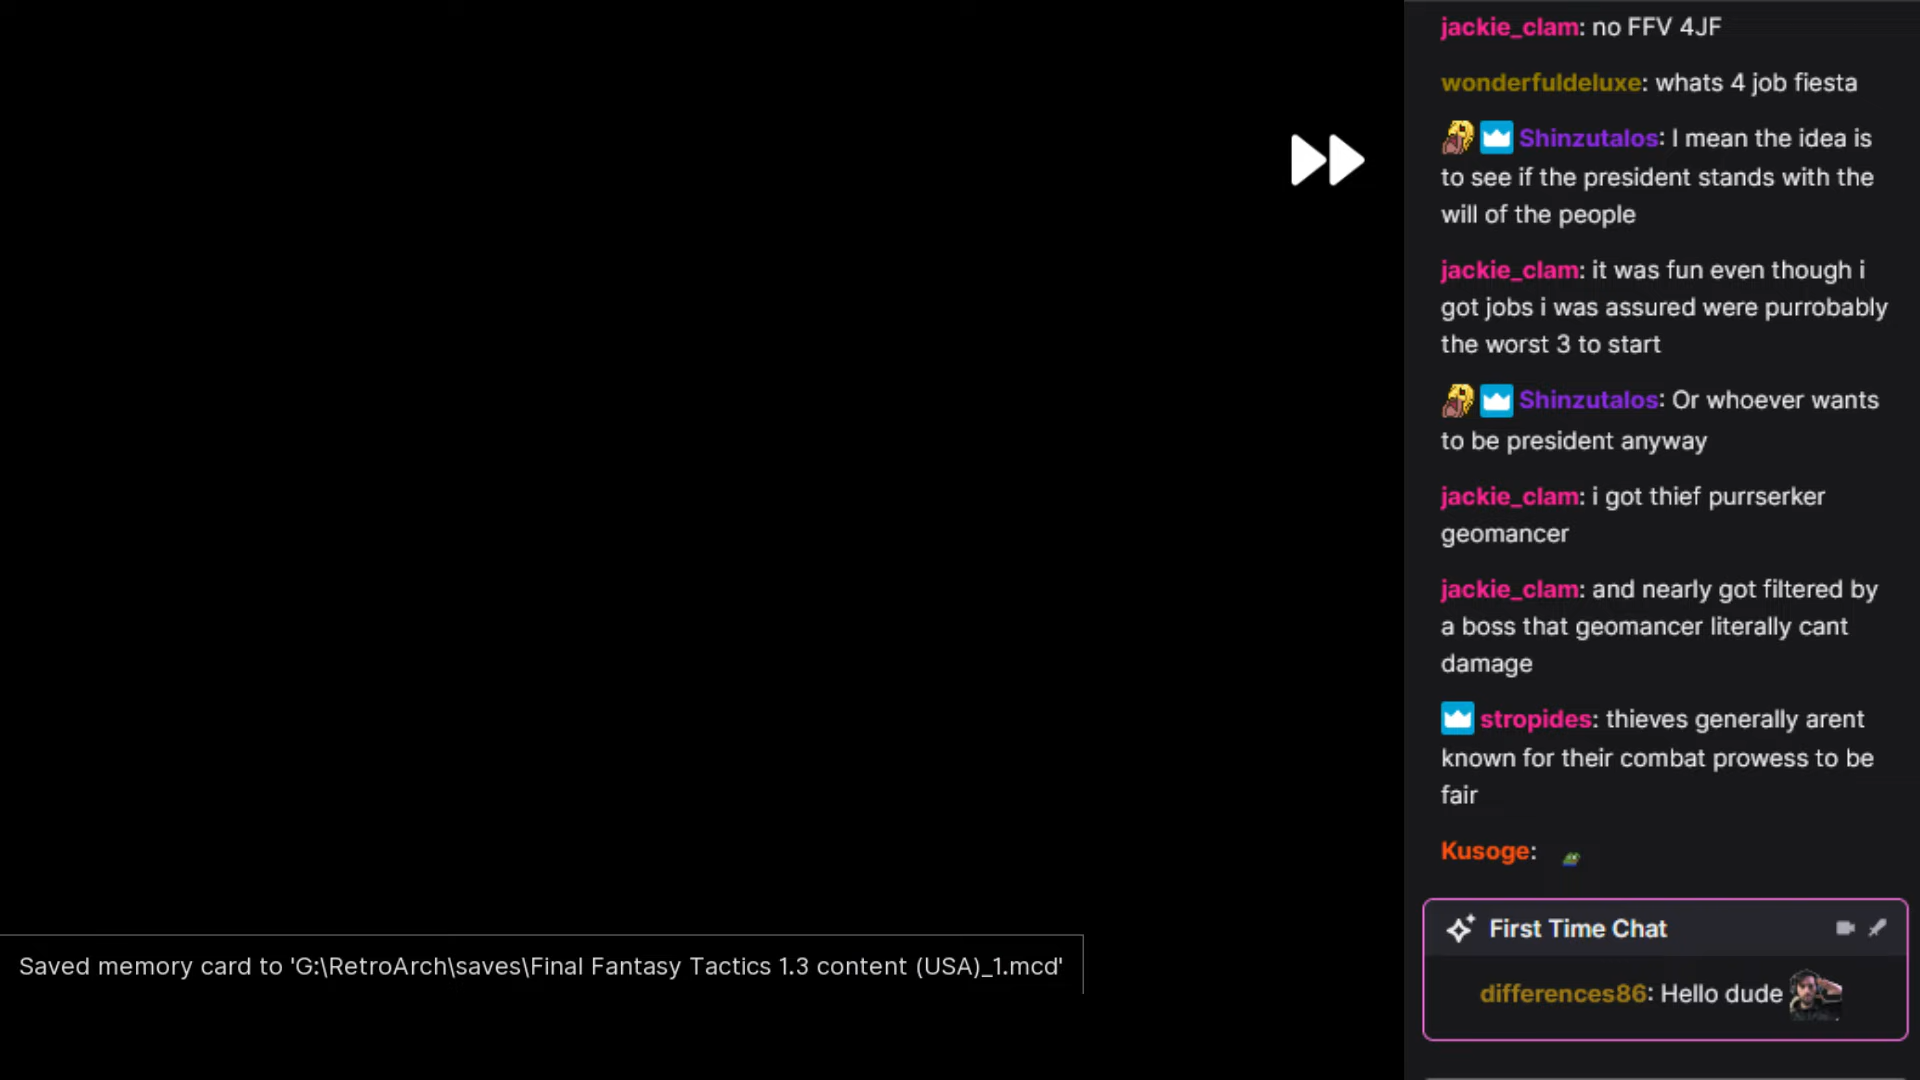 jackie_clam: no FFV 4JF
wonderfuldeluxe: whats 4 job fiesta
Shinzutalos: I mean the idea is
to see if the president stands with the
will of the people
jackie_clam: it was fun even though i
got jobs i was assured were purrobably
the worst 3 to start
Shinzutalos: Or whoever wants
to be president anyway
jackie_clam: i got thief purrserker
geomancer
jackie_clam: and nearly got filtered by
a boss that geomancer literally cant
damage
stropides: thieves generally arent
known for their combat prowess to be
fair
Kusoge:
First Time Chat
differences86: Hello dude
Saved memory card to 'G:\RetroArch\saves\Final Fantasy Tactics 1.3 content (USA)_1.mcd'